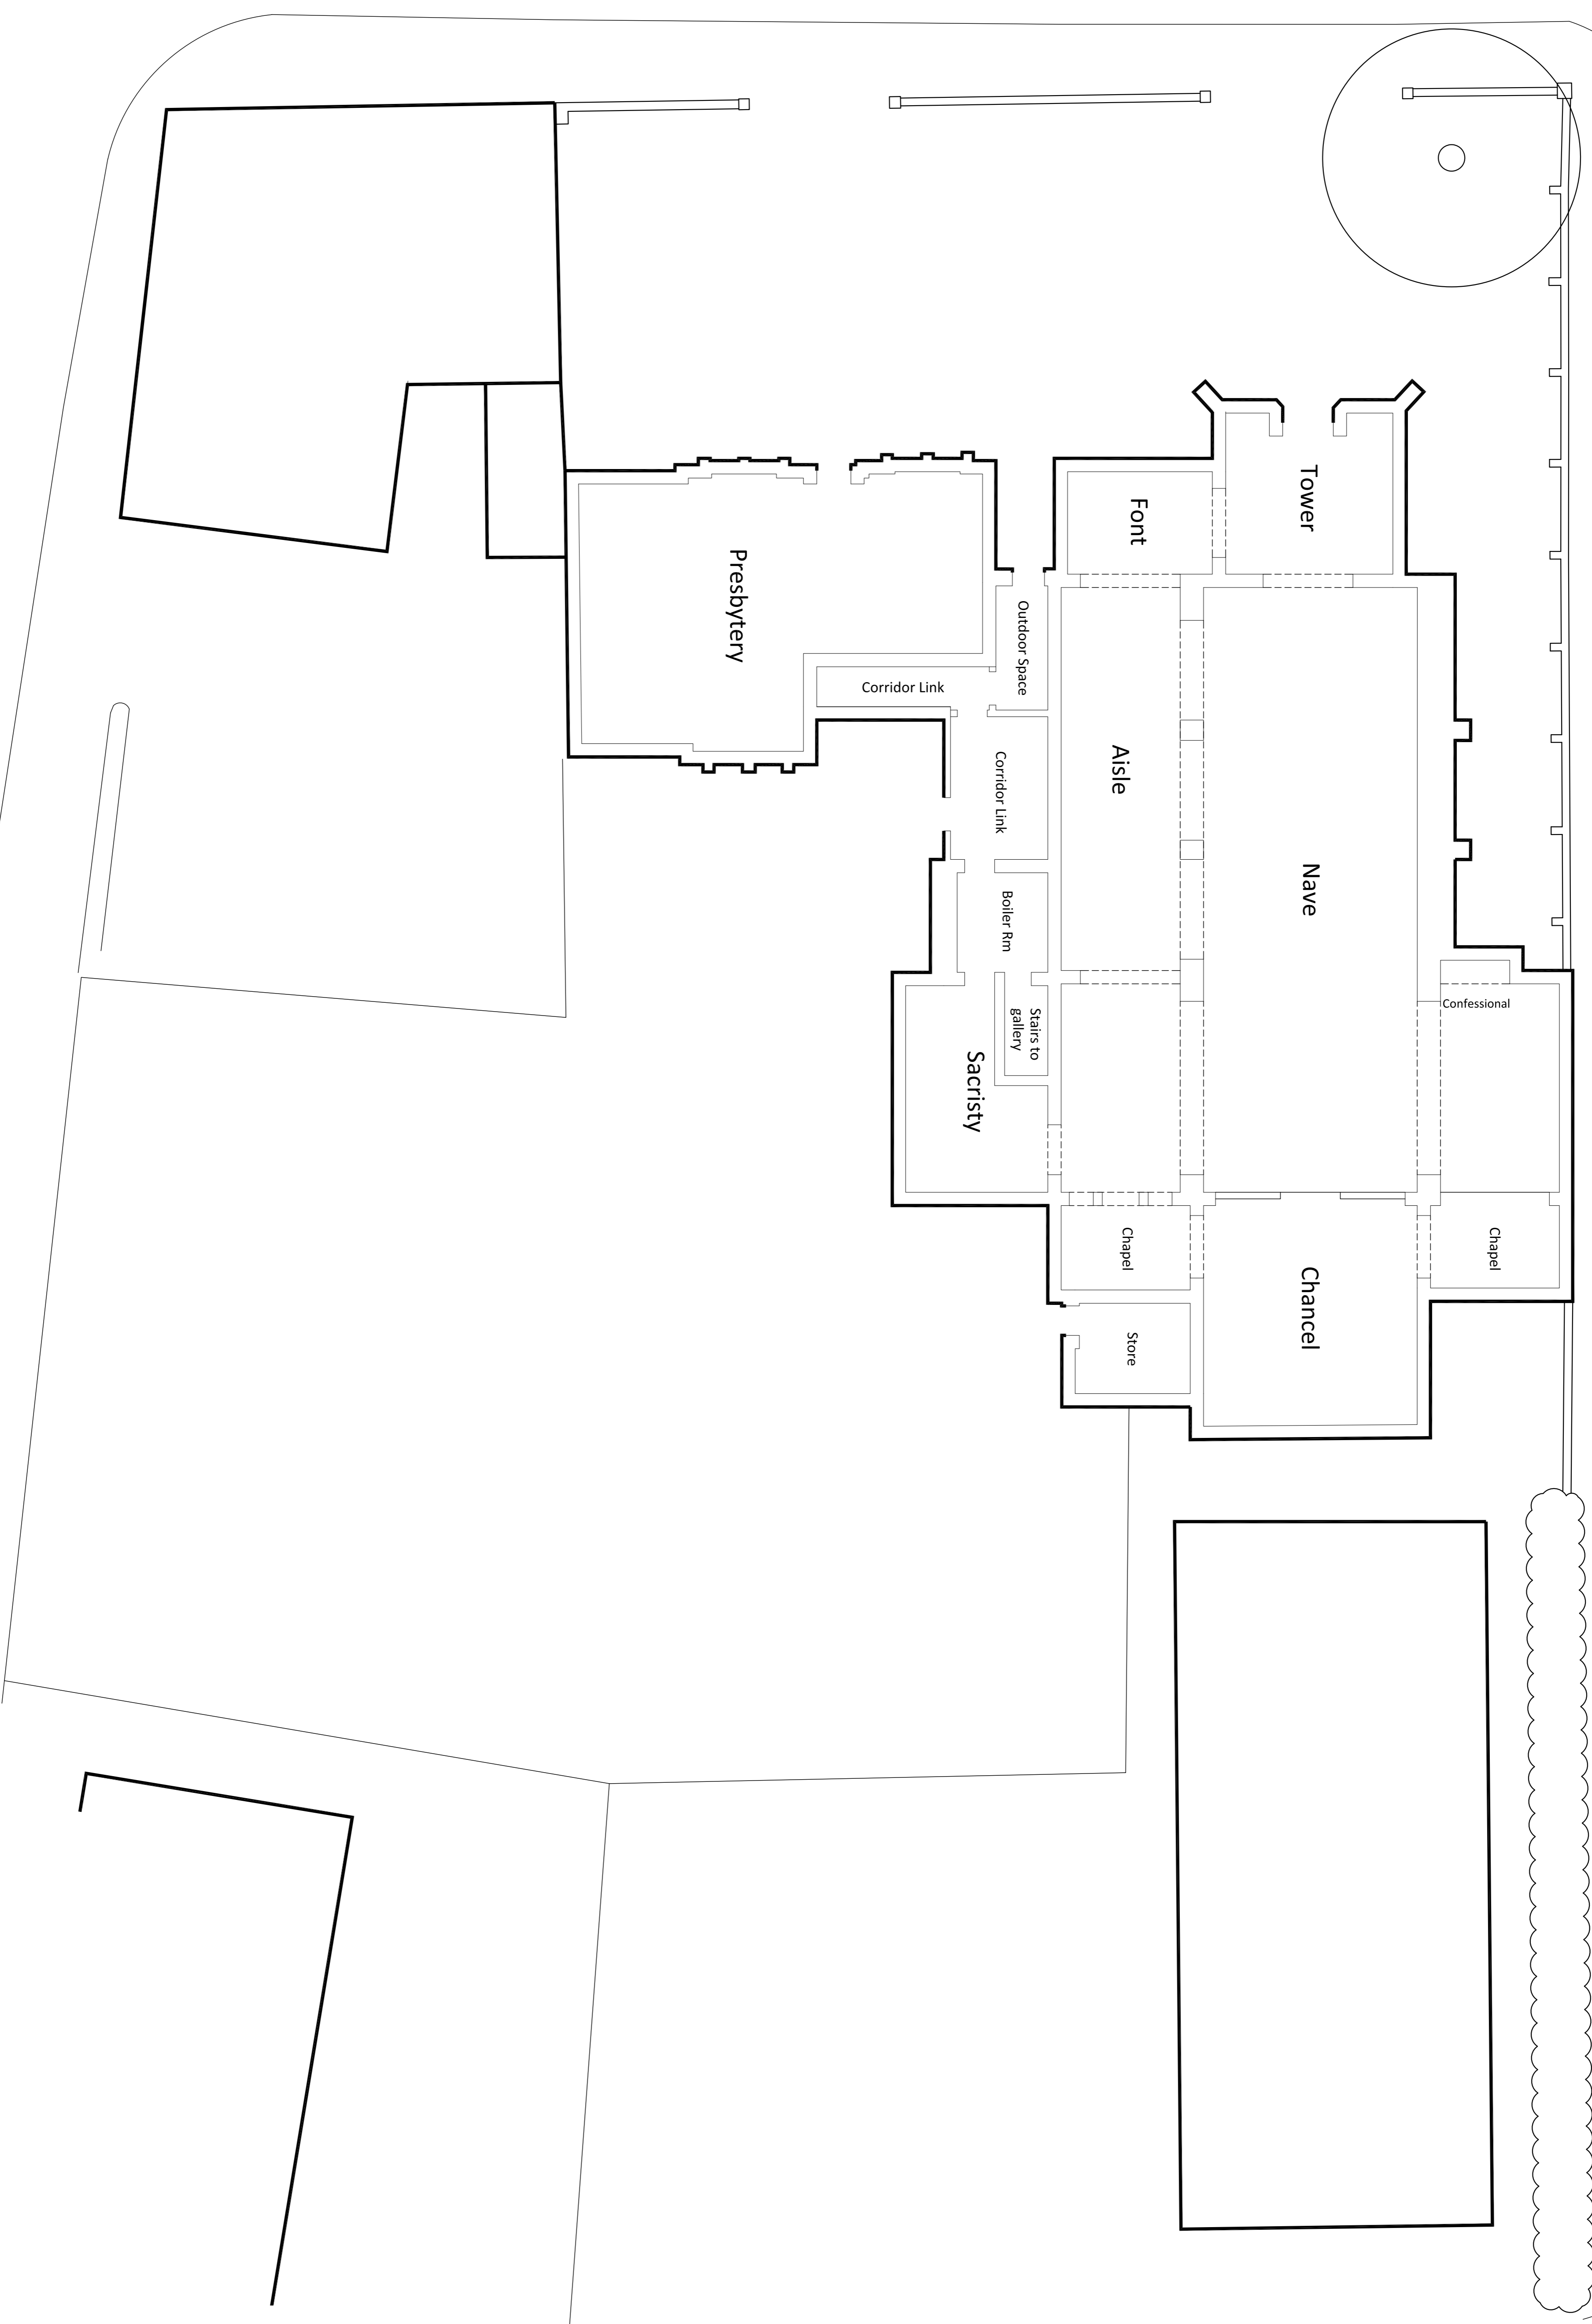 Tower
Font
Presbytery
Outdoor Space
Corridor Link
Aisle
Corridor Link
Nave
Boiler Rm
Confessional
Stairs to
gallery
Sacristy
Chapel
Chapel
Chancel
Store